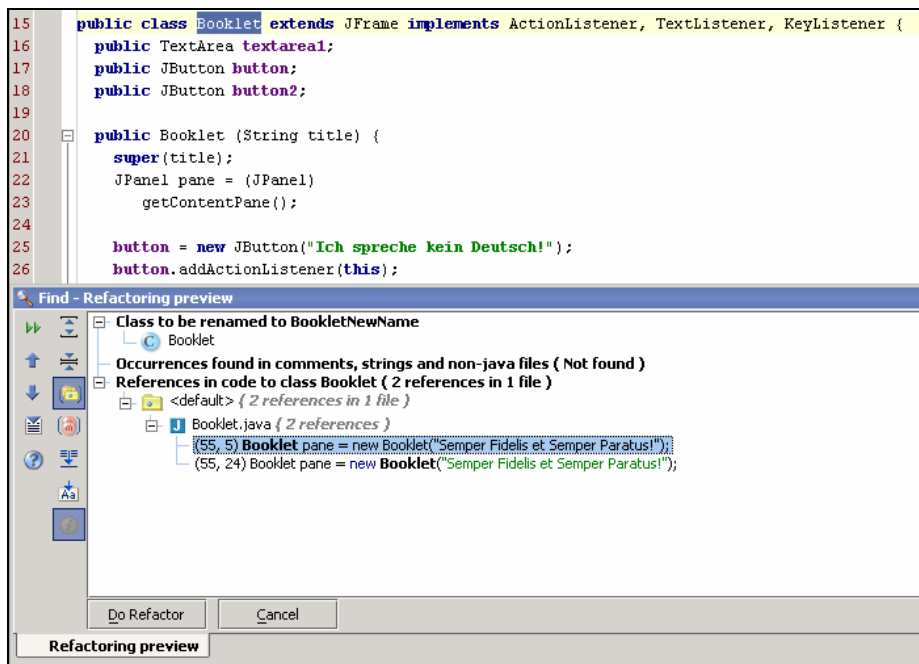 15 public class Booklet extends JFrame implements ActionListener, TextListener, KeyListener {
16 public TextArea textarea1;
17 public JButton button;
18 public JButton button2;
19
20 public Booklet (String title) {
21 super(title);
22 JPanel pane = (JPanel)
23 getContentPane();
24
25 button = new JButton("Ich spreche kein Deutsch!");
26 button.addActionListener(this);
Find - Refactoring preview
Class to be renamed to BookletNewName
C Booklet
Occurrences found in comments, strings and non-java files ( Not found )
References in code to class Booklet ( 2 references in 1 file )
<default> ( 2 references in 1 file )
J Booklet.java ( 2 references )
(55, 5) Booklet pane = new Booklet("Semper Fidelis et Semper Paratus!");
(55, 24) Booklet pane = new Booklet("Semper Fidelis et Semper Paratus!");
Aa
Do Refactor Cancel
Refactoring preview